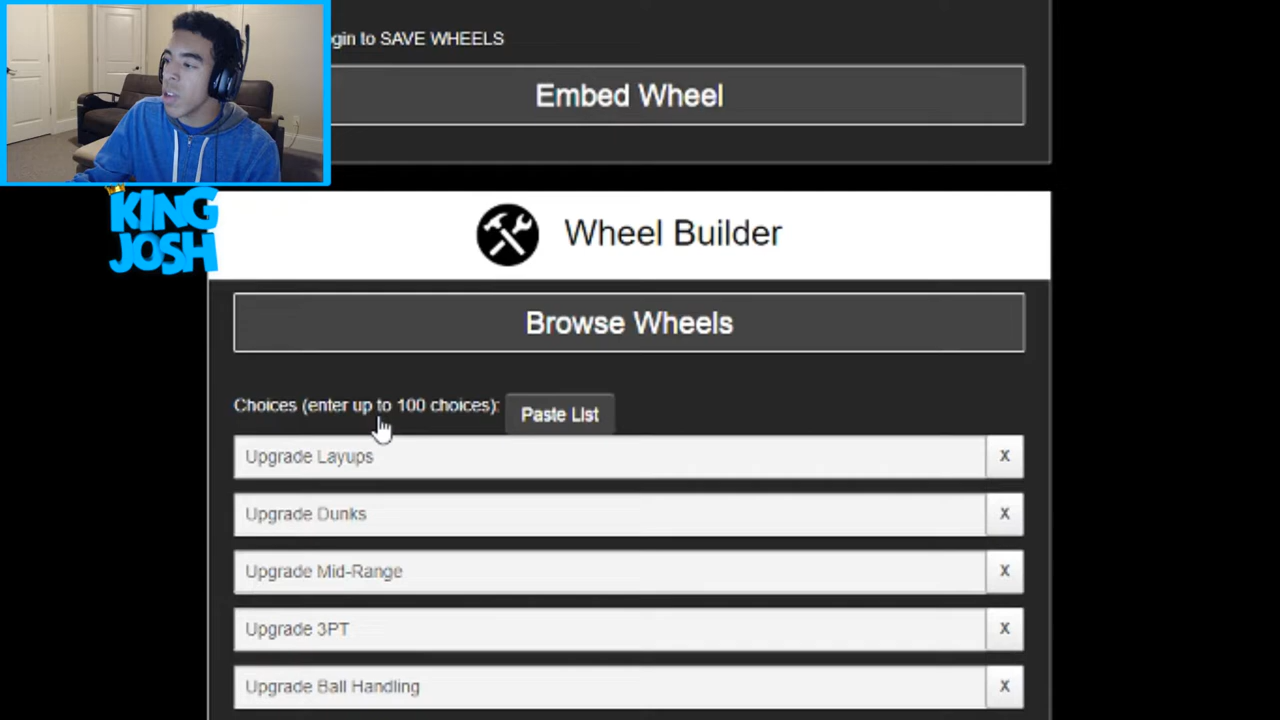 gin to SAVE WHEELS
Embed Wheel
KING
JOSH
Wheel Builder
Browse Wheels
Choices (enter up to 100 choices):
Paste List
Upgrade Layups
X
Upgrade Dunks
X
Upgrade Mid-Range
X
Upgrade 3PT
X
Upgrade Ball Handling
X